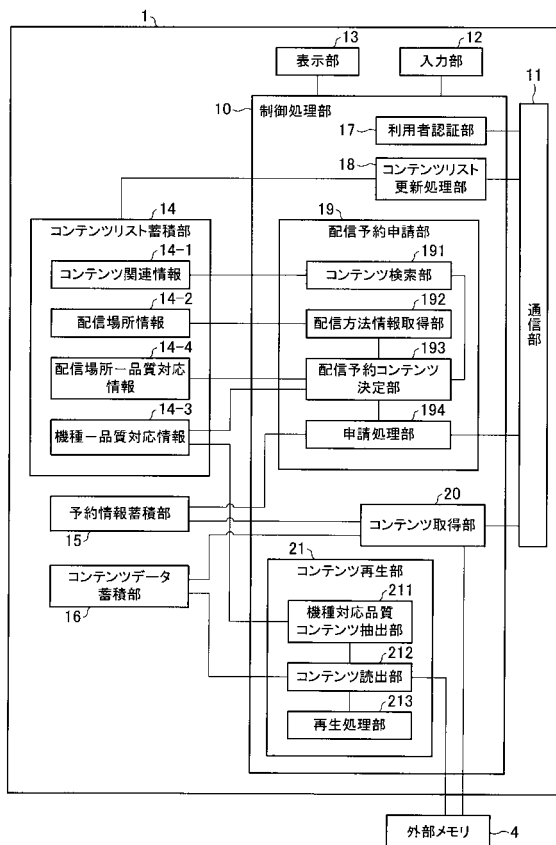 1
13
12
表示部
入力部
11
10
制御処理部
17
利用者認証部
18
コンテンツリスト
更新処理部
14
コンテンツリスト蓄積部
14-1
コンテンツ関連情報
14-2
配信場所情報
14-4
配信場所ー品質対応
情報
14-3
機種ー品質対応情報
19
配信予約申請部
191
コンテンツ検索部
192
配信方法情報取得部
193
配信予約コンテンツ
決定部
194
申請処理部
通信部
予約情報蓄積部
15
20
コンテンツ取得部
コンテンツデータ
蓄積部
16
21
コンテンツ再生部
211
機種対応品質
コンテンツ抽出部
212
コンテンツ読出部
213
再生処理部
外部メモリ
4